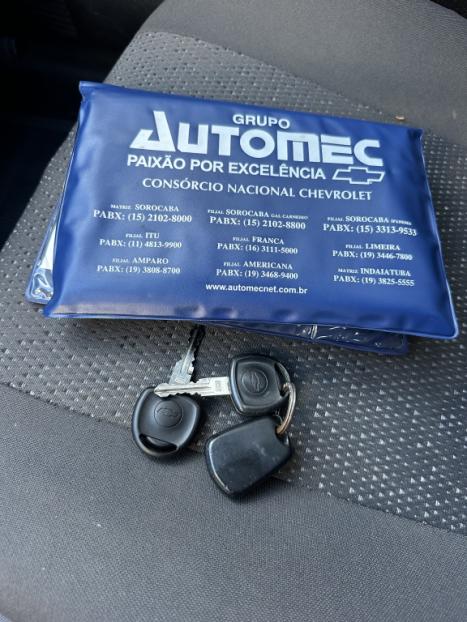 GRUPO
AUTOMEC
PAIXÃO POR EXCELÊNCIA
CONSÓRCIO NACIONAL CHEVROLET
MATRIZ SOROCABA
PABX: (15) 2102-8000
FILIAL SOROCABA GAL CARNEIRO
PABX: (15) 2102-8800
FILIAL SOROCABA IPANEMA
PABX: (15) 3313-9533
FILIAL ITU
PABX: (11) 4813-9900
FILIAL FRANCA
PABX: (16) 3111-5000
FILIAL LIMEIRA
PABX: (19) 3446-7800
FILIAL AMPARO
PABX: (19) 3808-8700
FILIAL AMERICANA
PABX: (19) 3468-9400
MATRIZ INDAIATUBA
PABX: (19) 3825-5555
www.automecnet.com.br